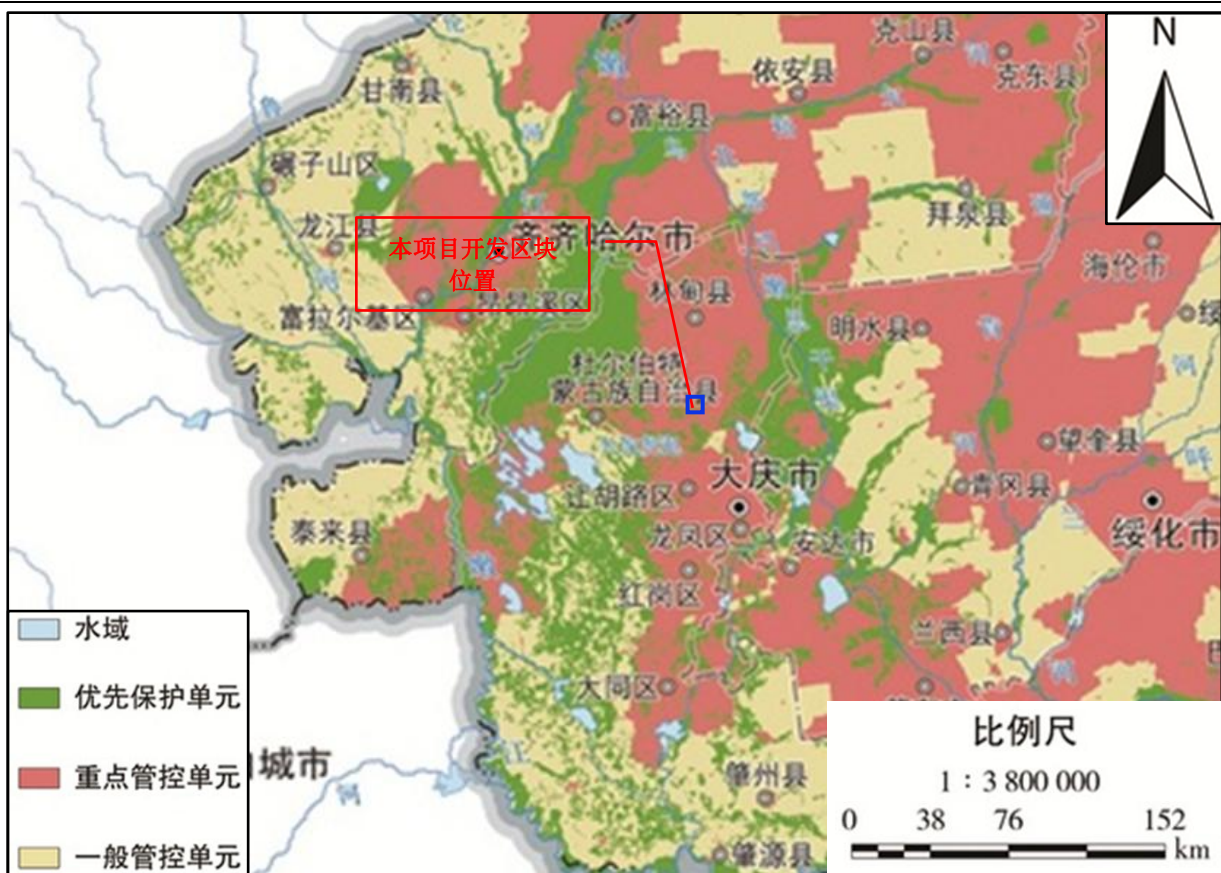 N
克山县
克东县
依安县
甘南县
富裕县
碾子山区
拜泉县
龙江县
齐齐哈尔市
本项目开发区块
位置
海伦市
林甸县
富拉尔基区
昂昂溪区
明水县
杜尔伯特
蒙古族自治县
望奎县
大庆市
让胡路区
青冈县
绥化市
泰来县
龙凤区
安达市
红岗区
兰西县
大同区
城市
肇州县
肇源县
水域
优先保护单元
重点管控单元
一般管控单元
比例尺
1：3 800 000
0 38 76 152
km